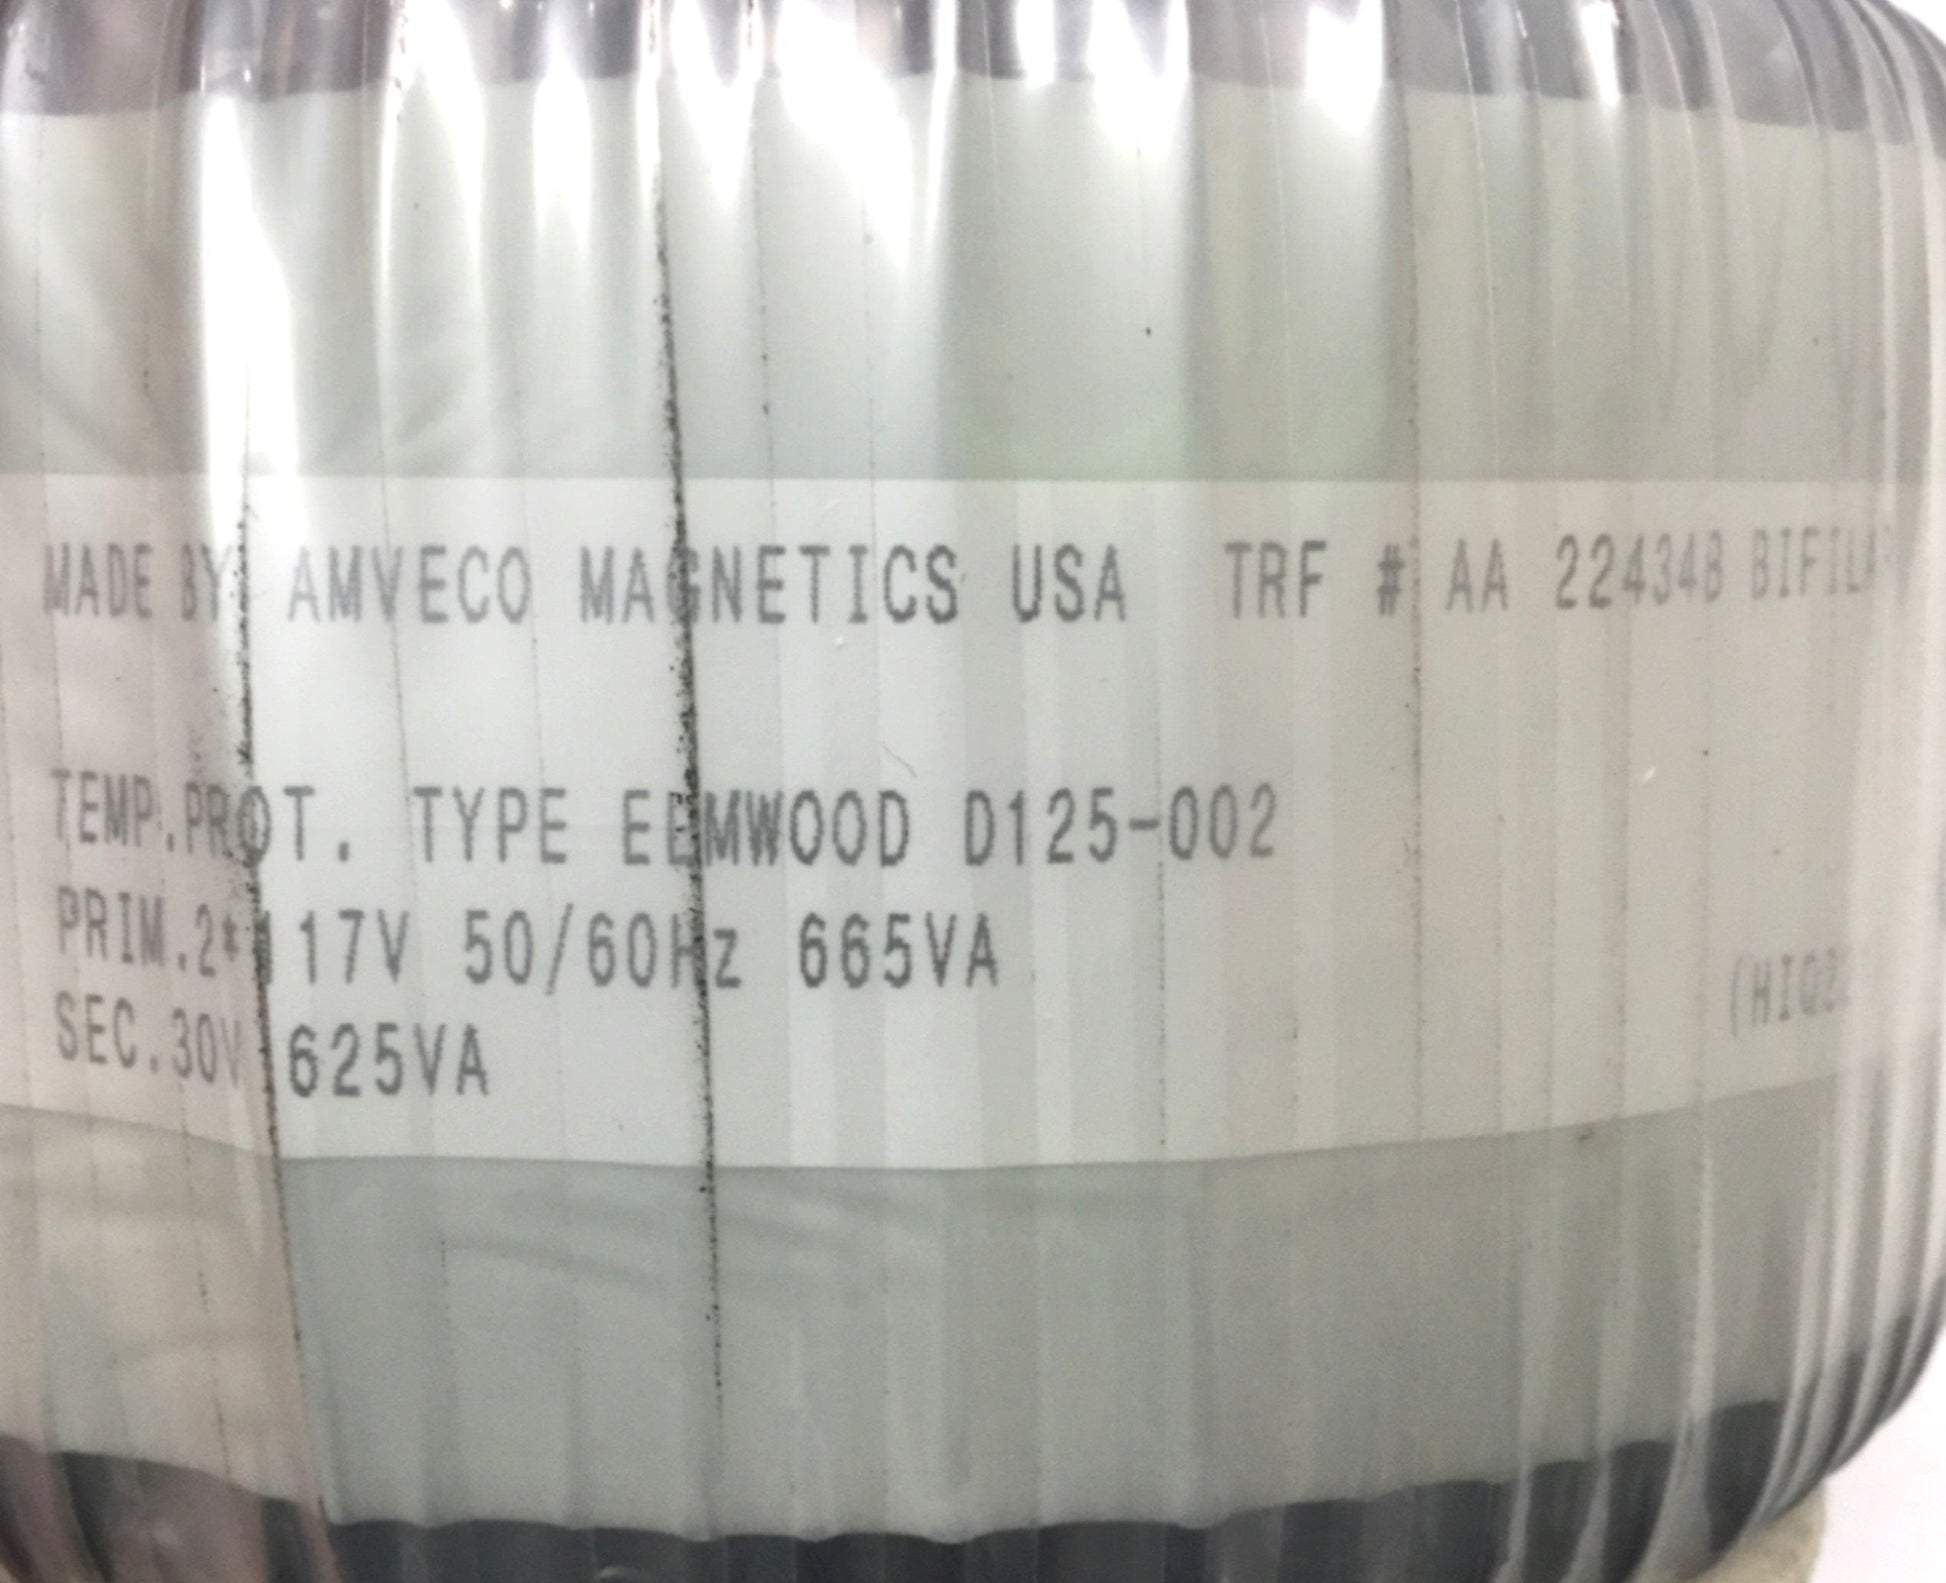 MADE BY AMVECO MAGNETICS USA TRF # AA 22434B BIFILAR
TEMP.PROT. TYPE ELMWOOD D125-002
PRIM.2*117V 50/60Hz 665VA
SEC.30V 625VA